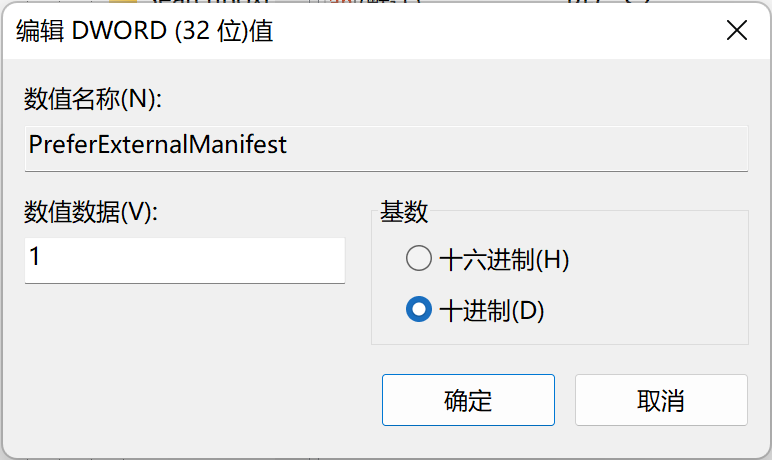 编辑 DWORD (32 位)值
数值名称(N):
PreferExternalManifest
数值数据(V):
1
基数
十六进制(H)
十进制(D)
确定
取消